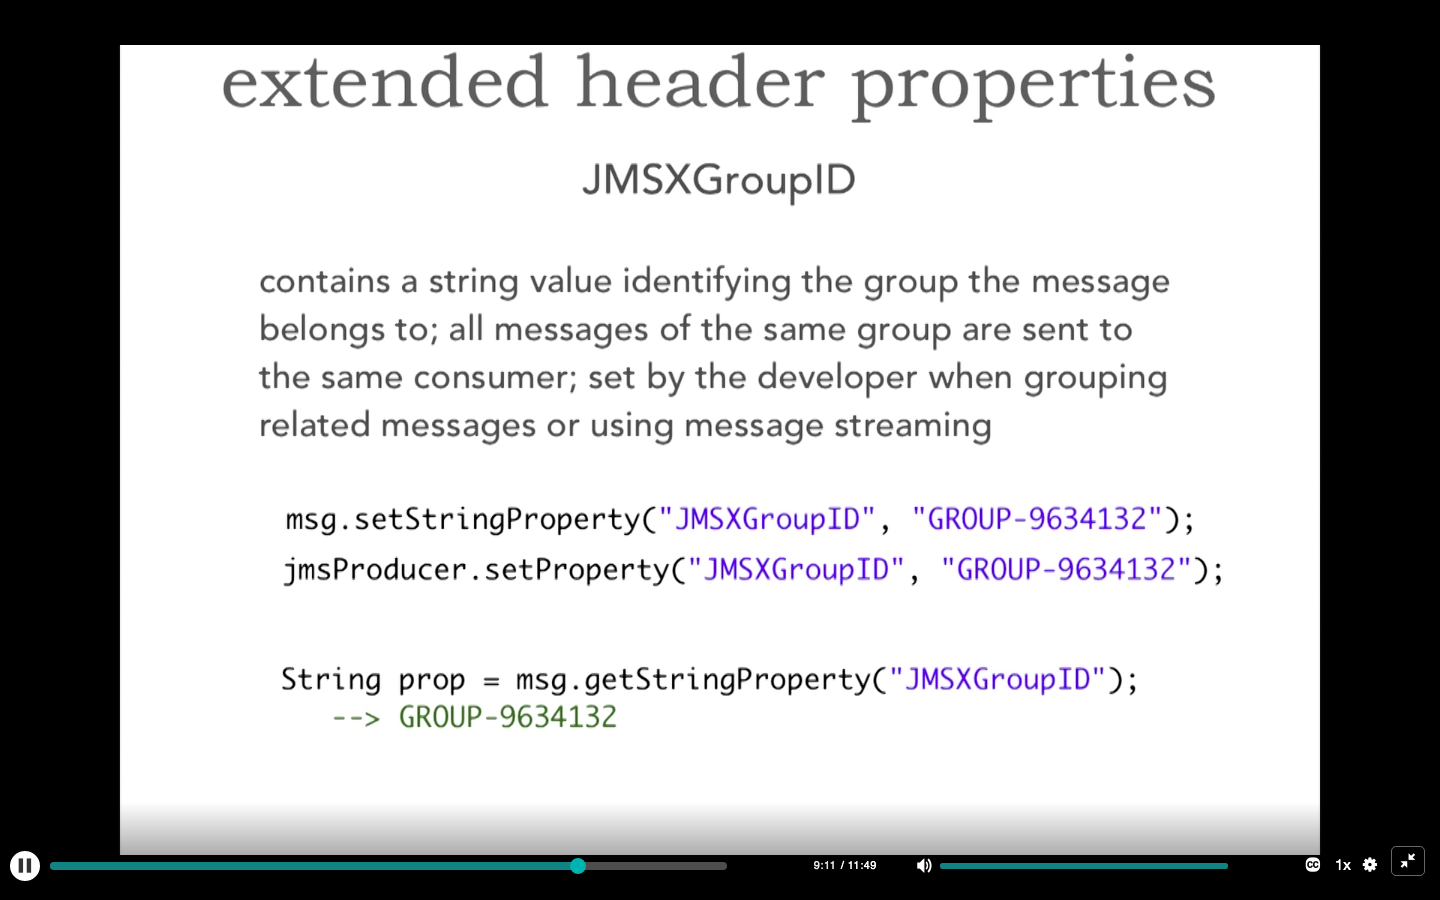 extended header properties
JMSXGroupID
contains a string value identifying the group the message
belongs to; all messages of the same group are sent to
the same consumer; set by the developer when grouping
related messages or using message streaming
msg.setStringProperty("JMSXGroupID", "GROUP-9634132");
jmsProducer.setProperty("JMSXGroupID", "GROUP-9634132");
String prop = msg.getStringProperty("JMSXGroupID");
--> GROUP-9634132
9:11 / 11:49 CC 1x